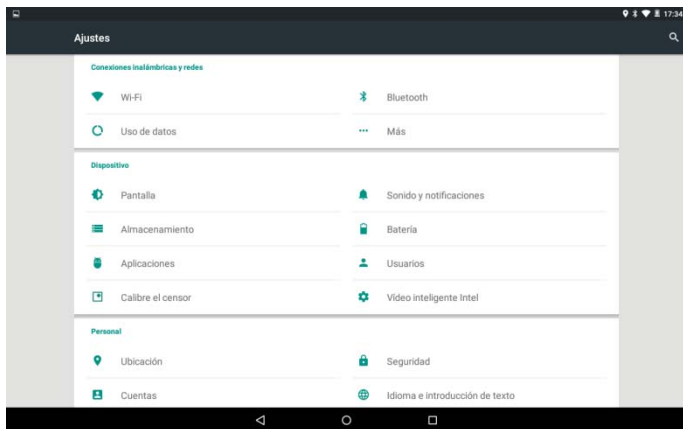 17:34
Ajustes
Conexiones inalámbricas y redes
Wi-Fi
Bluetooth
Uso de datos
Más
Dispositivo
Pantalla
Sonido y notificaciones
Almacenamiento
Batería
Aplicaciones
Usuarios
Calibre el censor
Vídeo inteligente Intel
Personal
Ubicación
Seguridad
Cuentas
Idioma e introducción de texto